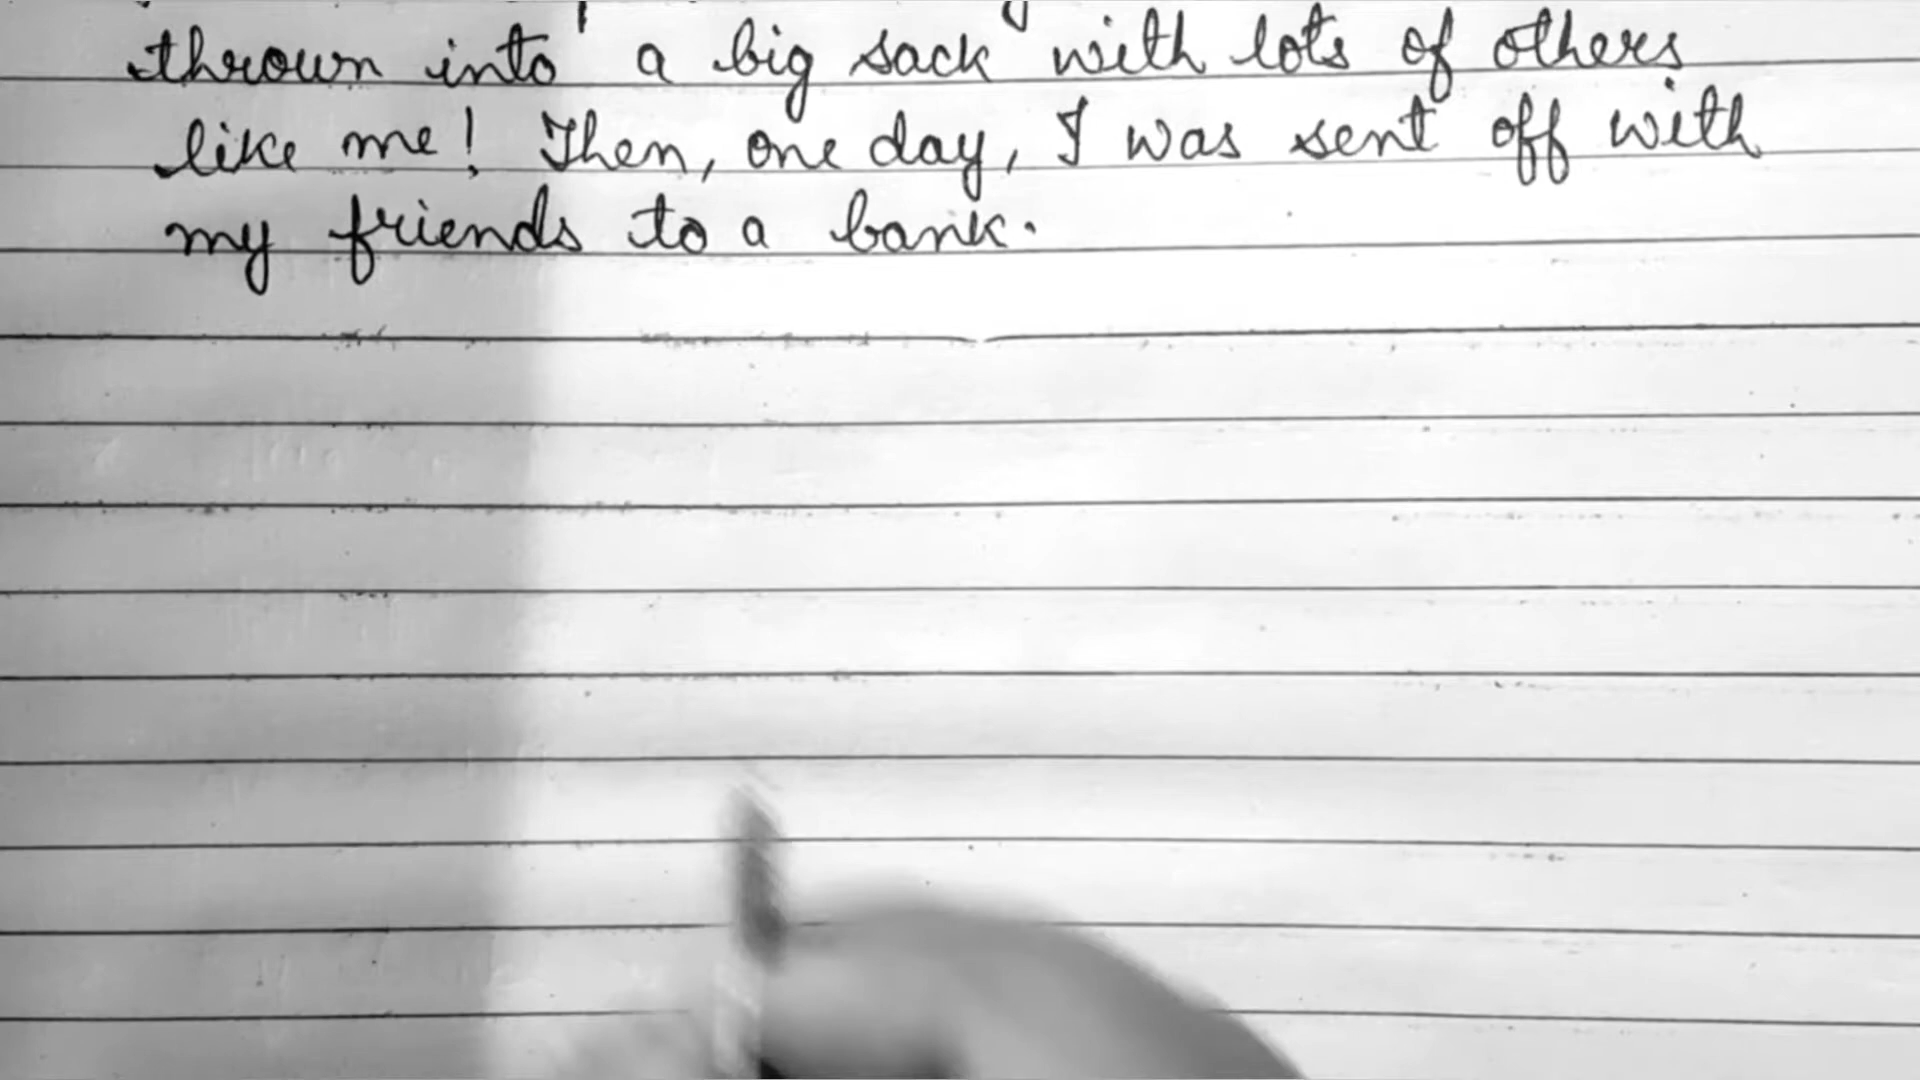 thrown into a big sack with lots of others
like me! Then, one day, I was sent off with
my friends to a bank.